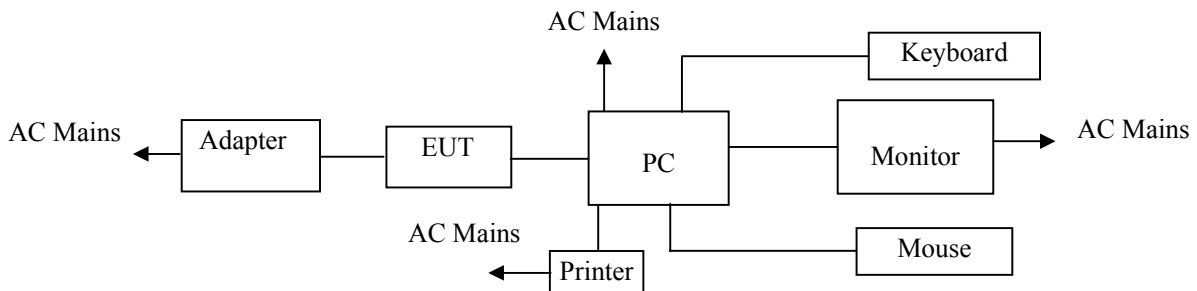 AC Mains
Keyboard
AC Mains
Adapter
EUT
PC
Monitor
AC Mains
AC Mains
Printer
Mouse